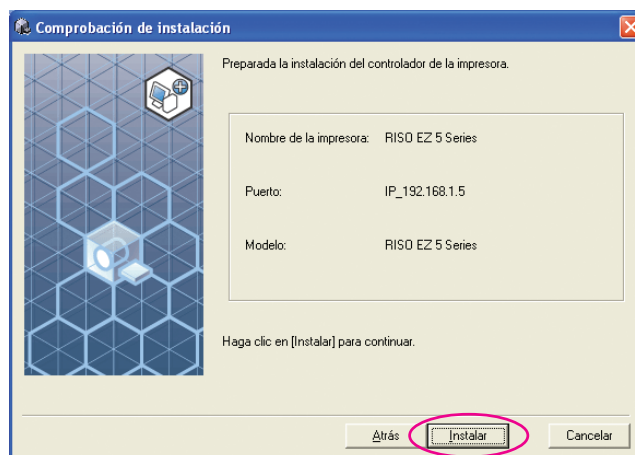 Comprobación de instalación
Preparada la instalación del controlador de la impresora.
Nombre de la impresora: RISO EZ 5 Series
Puerto: IP_192.168.1.5
Modelo: RISO EZ 5 Series
Haga clic en [Instalar] para continuar.
Atrás Instalar Cancelar